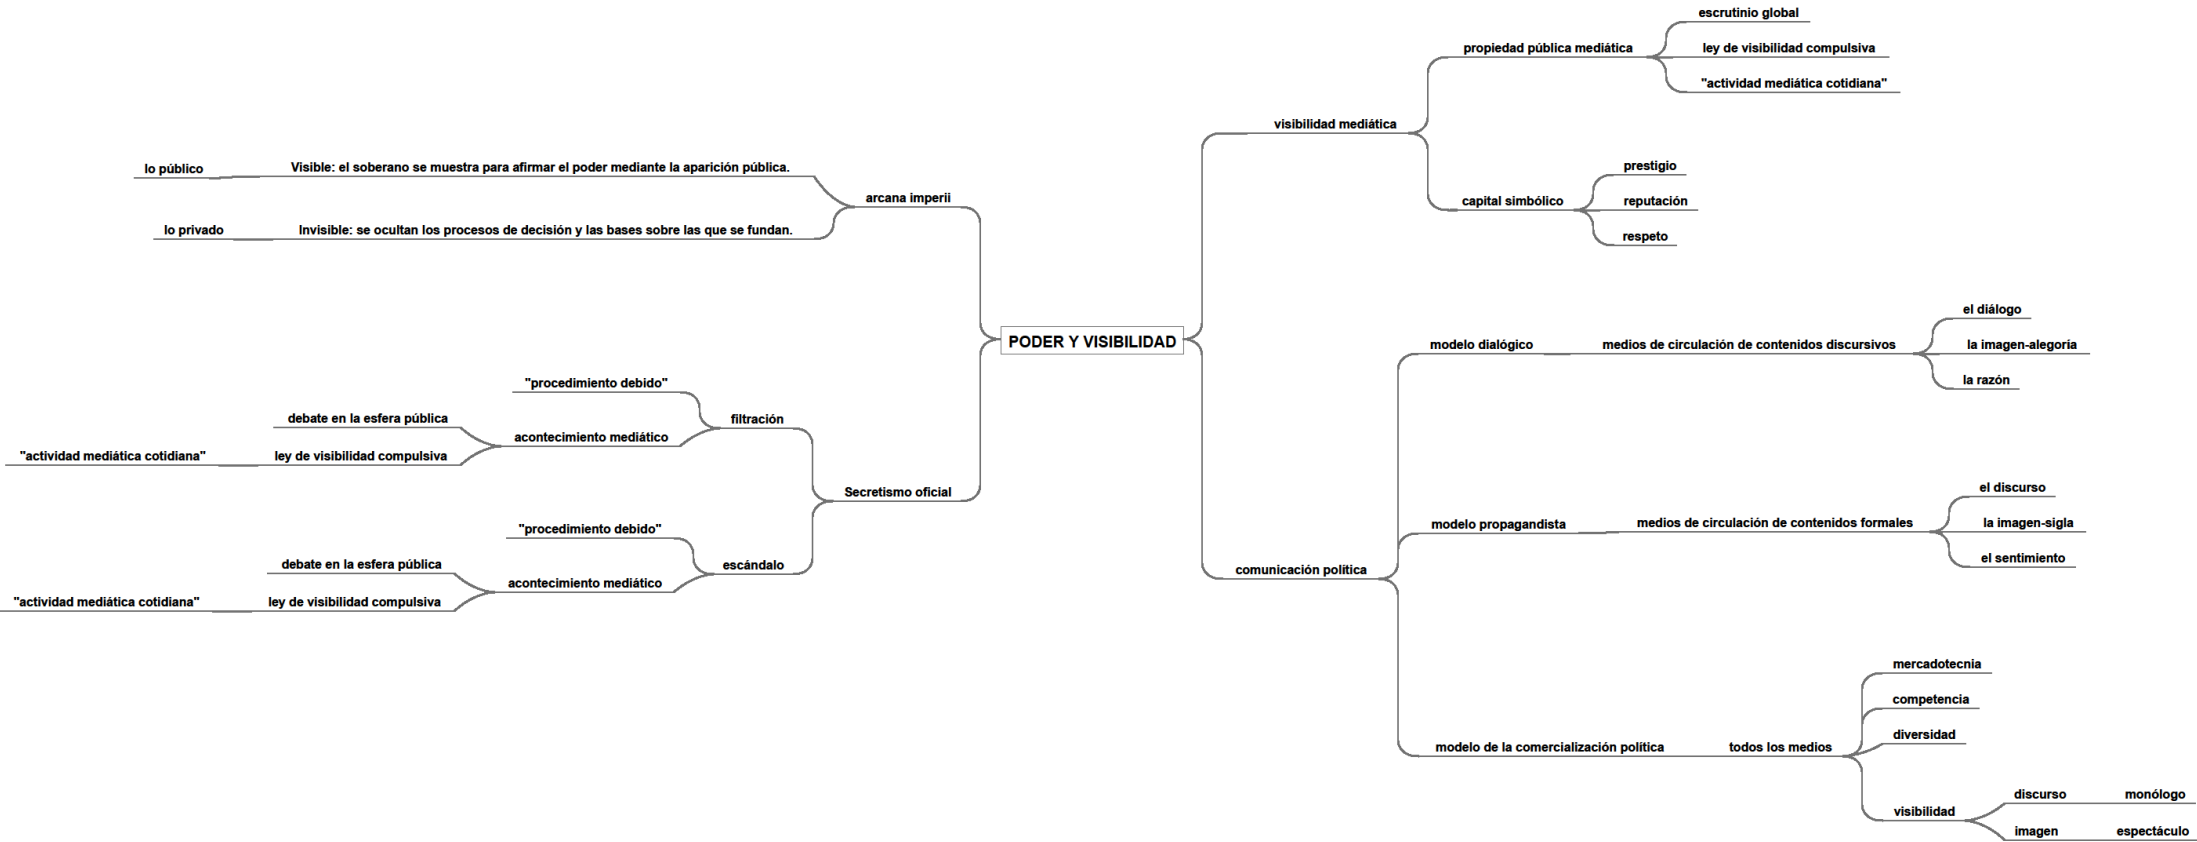 PODER Y VISIBILIDAD
arcana imperii
Visible: el soberano se muestra para afirmar el poder mediante la aparición pública.
lo público
Invisible: se ocultan los procesos de decisión y las bases sobre las que se fundan.
lo privado
Secretismo oficial
filtración
"procedimiento debido"
acontecimiento mediático
debate en la esfera pública
ley de visibilidad compulsiva
"actividad mediática cotidiana"
escándalo
"procedimiento debido"
acontecimiento mediático
debate en la esfera pública
ley de visibilidad compulsiva
"actividad mediática cotidiana"
visibilidad mediática
propiedad pública mediática
escrutinio global
ley de visibilidad compulsiva
"actividad mediática cotidiana"
capital simbólico
prestigio
reputación
respeto
comunicación política
modelo dialógico
medios de circulación de contenidos discursivos
el diálogo
la imagen-alegoría
la razón
modelo propagandista
medios de circulación de contenidos formales
el discurso
la imagen-sigla
el sentimiento
modelo de la comercialización política
todos los medios
mercadotecnia
competencia
diversidad
visibilidad
discurso
monólogo
imagen
espectáculo